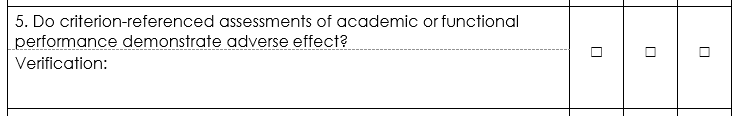 5. Do criterion-referenced assessments of academic or functional
performance demonstrate adverse effect?
Verification:
☐ ☐ ☐